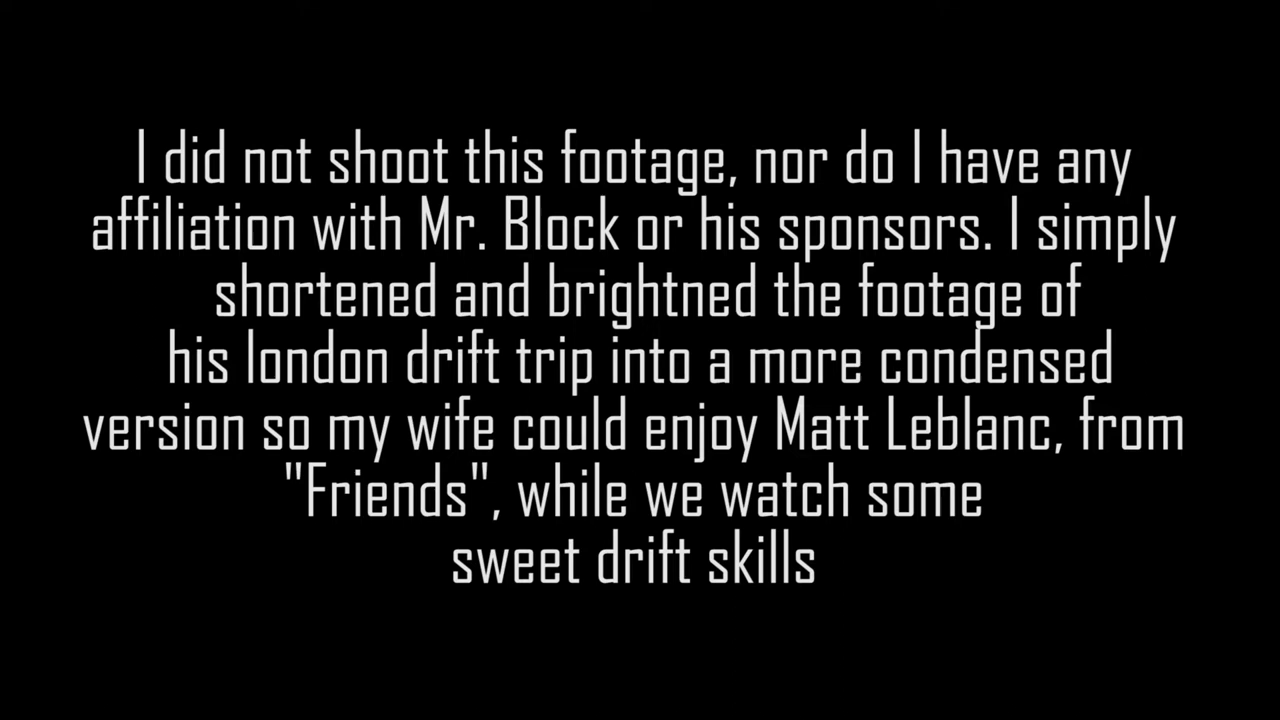 I did not shoot this footage, nor do I have any
affiliation with Mr. Block or his sponsors. I simply
shortened and brightned the footage of
his london drift trip into a more condensed
version so my wife could enjoy Matt Leblanc, from
"Friends", while we watch some
sweet drift skills